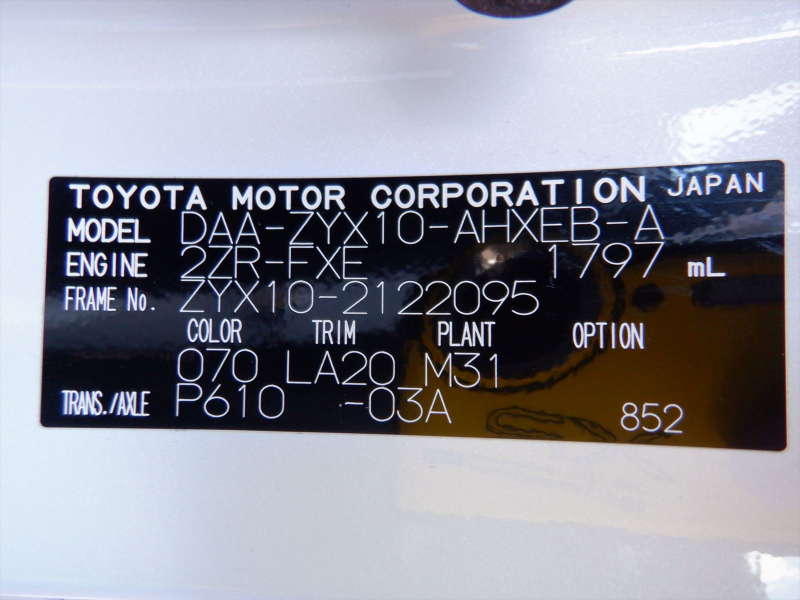 TOYOTA MOTOR CORPORATION JAPAN
MODEL DAA-ZYX10-AHXEB-A
ENGINE 2ZR-FXE 1797 mL
FRAME No. ZYX10-2122095
COLOR TRIM PLANT OPTION
070 LA20 M31
TRANS./AXLE P610 -03A 852